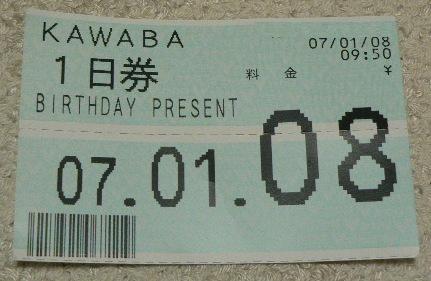 KAWABA
07/01/08
09:50
1日券
料 金 ¥
BIRTHDAY PRESENT
07.01.08